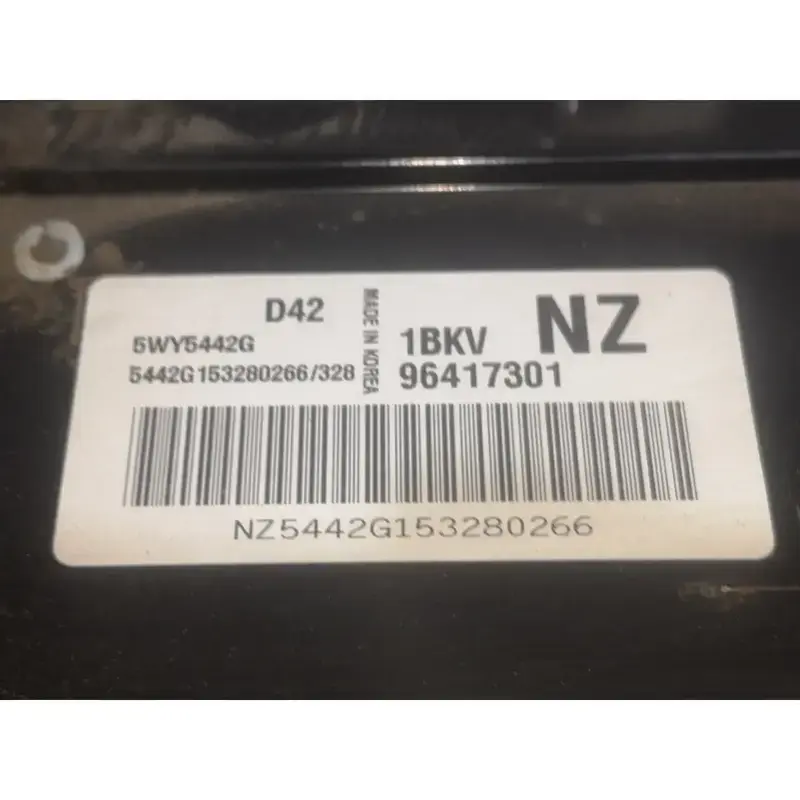 D42
5WY5442G
5442G153280266/328
MADE IN KOREA
1BKV NZ
96417301
NZ5442G153280266